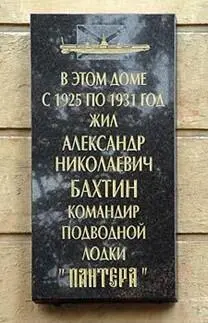 В ЭТОМ ДОМЕ
С 1925 ПО 1931 ГОД
ЖИЛ
АЛЕКСАНДР
НИКОЛАЕВИЧ
БАХТИН
КОМАНДИР
ПОДВОДНОЙ
ЛОДКИ
"ПАНТЕРА"